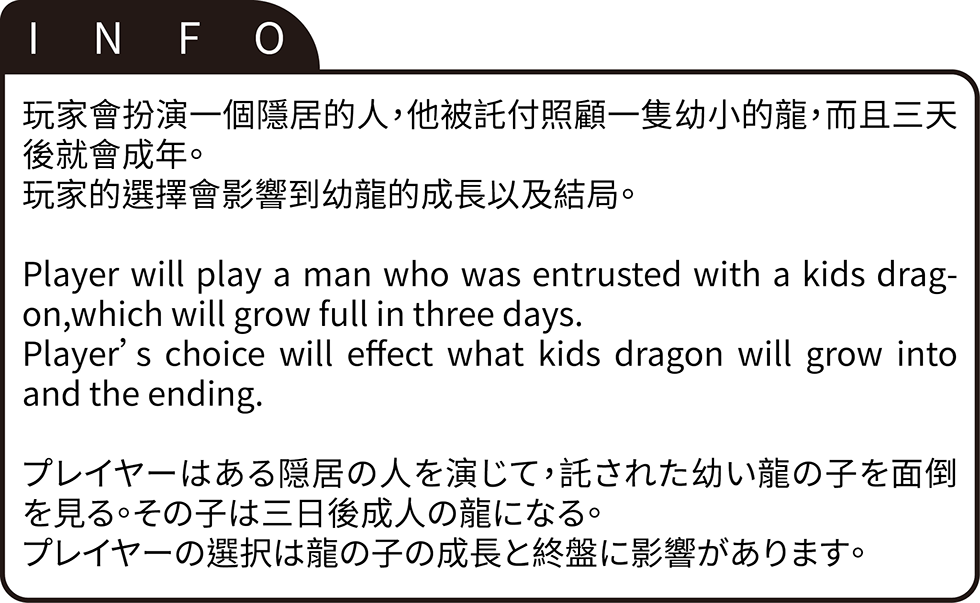 INFO
玩家會扮演一個隱居的人，他被託付照顧一隻幼小的龍，而且三天
後就會成年。
玩家的選擇會影響到幼龍的成長以及結局。
Player will play a man who was entrusted with a kids drag-
on,which will grow full in three days.
Player’s choice will effect what kids dragon will grow into
and the ending.
プレイヤーはある隠居の人を演じて，託された幼い龍の子を面倒
を見る。その子は三日後成人の龍になる。
プレイヤーの選択は龍の子の成長と終盤に影響があります。